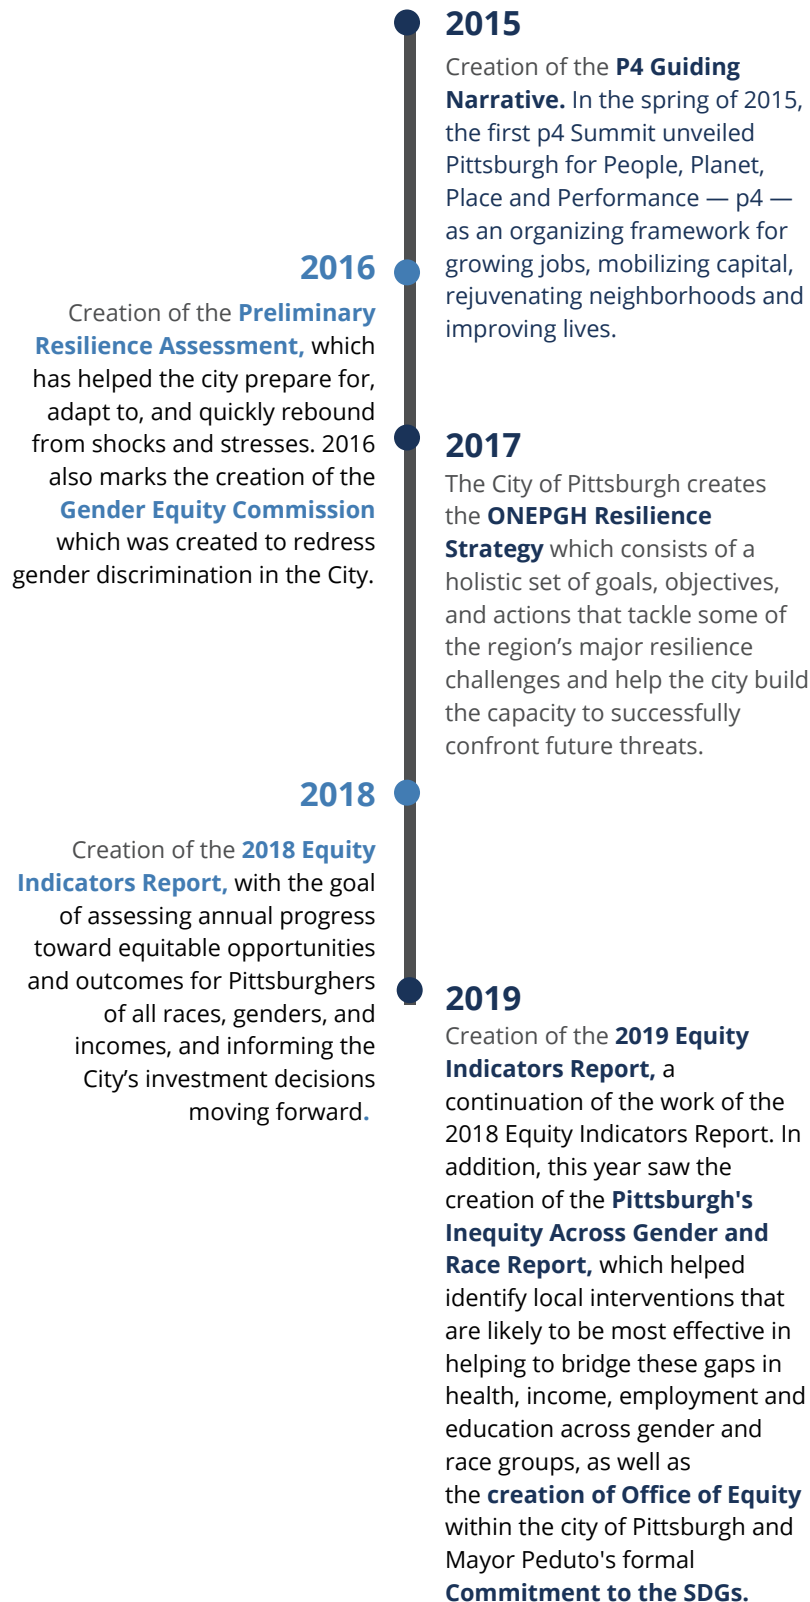 2015
Creation of the P4 Guiding
Narrative. In the spring of 2015,
the first p4 Summit unveiled
Pittsburgh for People, Planet,
Place and Performance — p4 —
as an organizing framework for
growing jobs, mobilizing capital,
rejuvenating neighborhoods and
improving lives.
2016
Creation of the Preliminary
Resilience Assessment, which
has helped the city prepare for,
adapt to, and quickly rebound
from shocks and stresses. 2016
also marks the creation of the
Gender Equity Commission
which was created to redress
gender discrimination in the City.
2017
The City of Pittsburgh creates
the ONEPGH Resilience
Strategy which consists of a
holistic set of goals, objectives,
and actions that tackle some of
the region’s major resilience
challenges and help the city build
the capacity to successfully
confront future threats.
2018
Creation of the 2018 Equity
Indicators Report, with the goal
of assessing annual progress
toward equitable opportunities
and outcomes for Pittsburghers
of all races, genders, and
incomes, and informing the
City’s investment decisions
moving forward.
2019
Creation of the 2019 Equity
Indicators Report, a
continuation of the work of the
2018 Equity Indicators Report. In
addition, this year saw the
creation of the Pittsburgh's
Inequity Across Gender and
Race Report, which helped
identify local interventions that
are likely to be most effective in
helping to bridge these gaps in
health, income, employment and
education across gender and
race groups, as well as
the creation of Office of Equity
within the city of Pittsburgh and
Mayor Peduto's formal
Commitment to the SDGs.